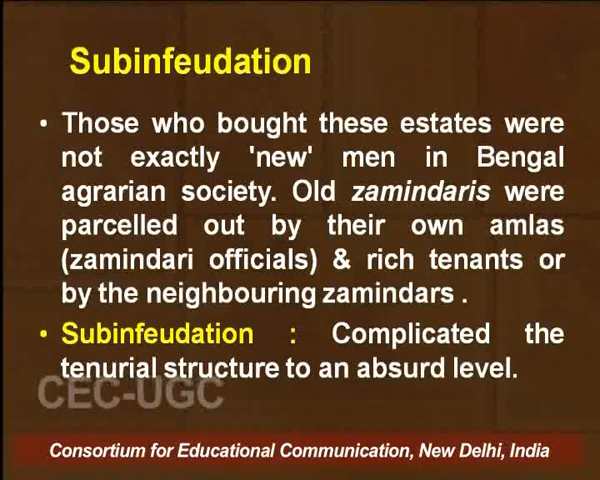 Subinfeudation
• Those who bought these estates were
not exactly 'new' men in Bengal
agrarian society. Old zamindaris were
parcelled out by their own amlas
(zamindari officials) & rich tenants or
by the neighbouring zamindars .
• Subinfeudation : Complicated the
tenurial structure to an absurd level.
CEC-UGC
Consortium for Educational Communication, New Delhi, India